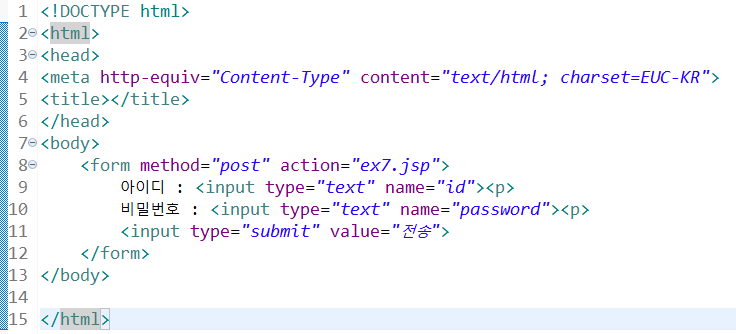 1 <!DOCTYPE html>
2 <html>
3 <head>
4 <meta http-equiv="Content-Type" content="text/html; charset=EUC-KR">
5 <title></title>
6 </head>
7 <body>
8     <form method="post" action="ex7.jsp">
9         아이디 : <input type="text" name="id"><p>
10         비밀번호 : <input type="text" name="password"><p>
11         <input type="submit" value="전송">
12     </form>
13 </body>
14
15 </html>